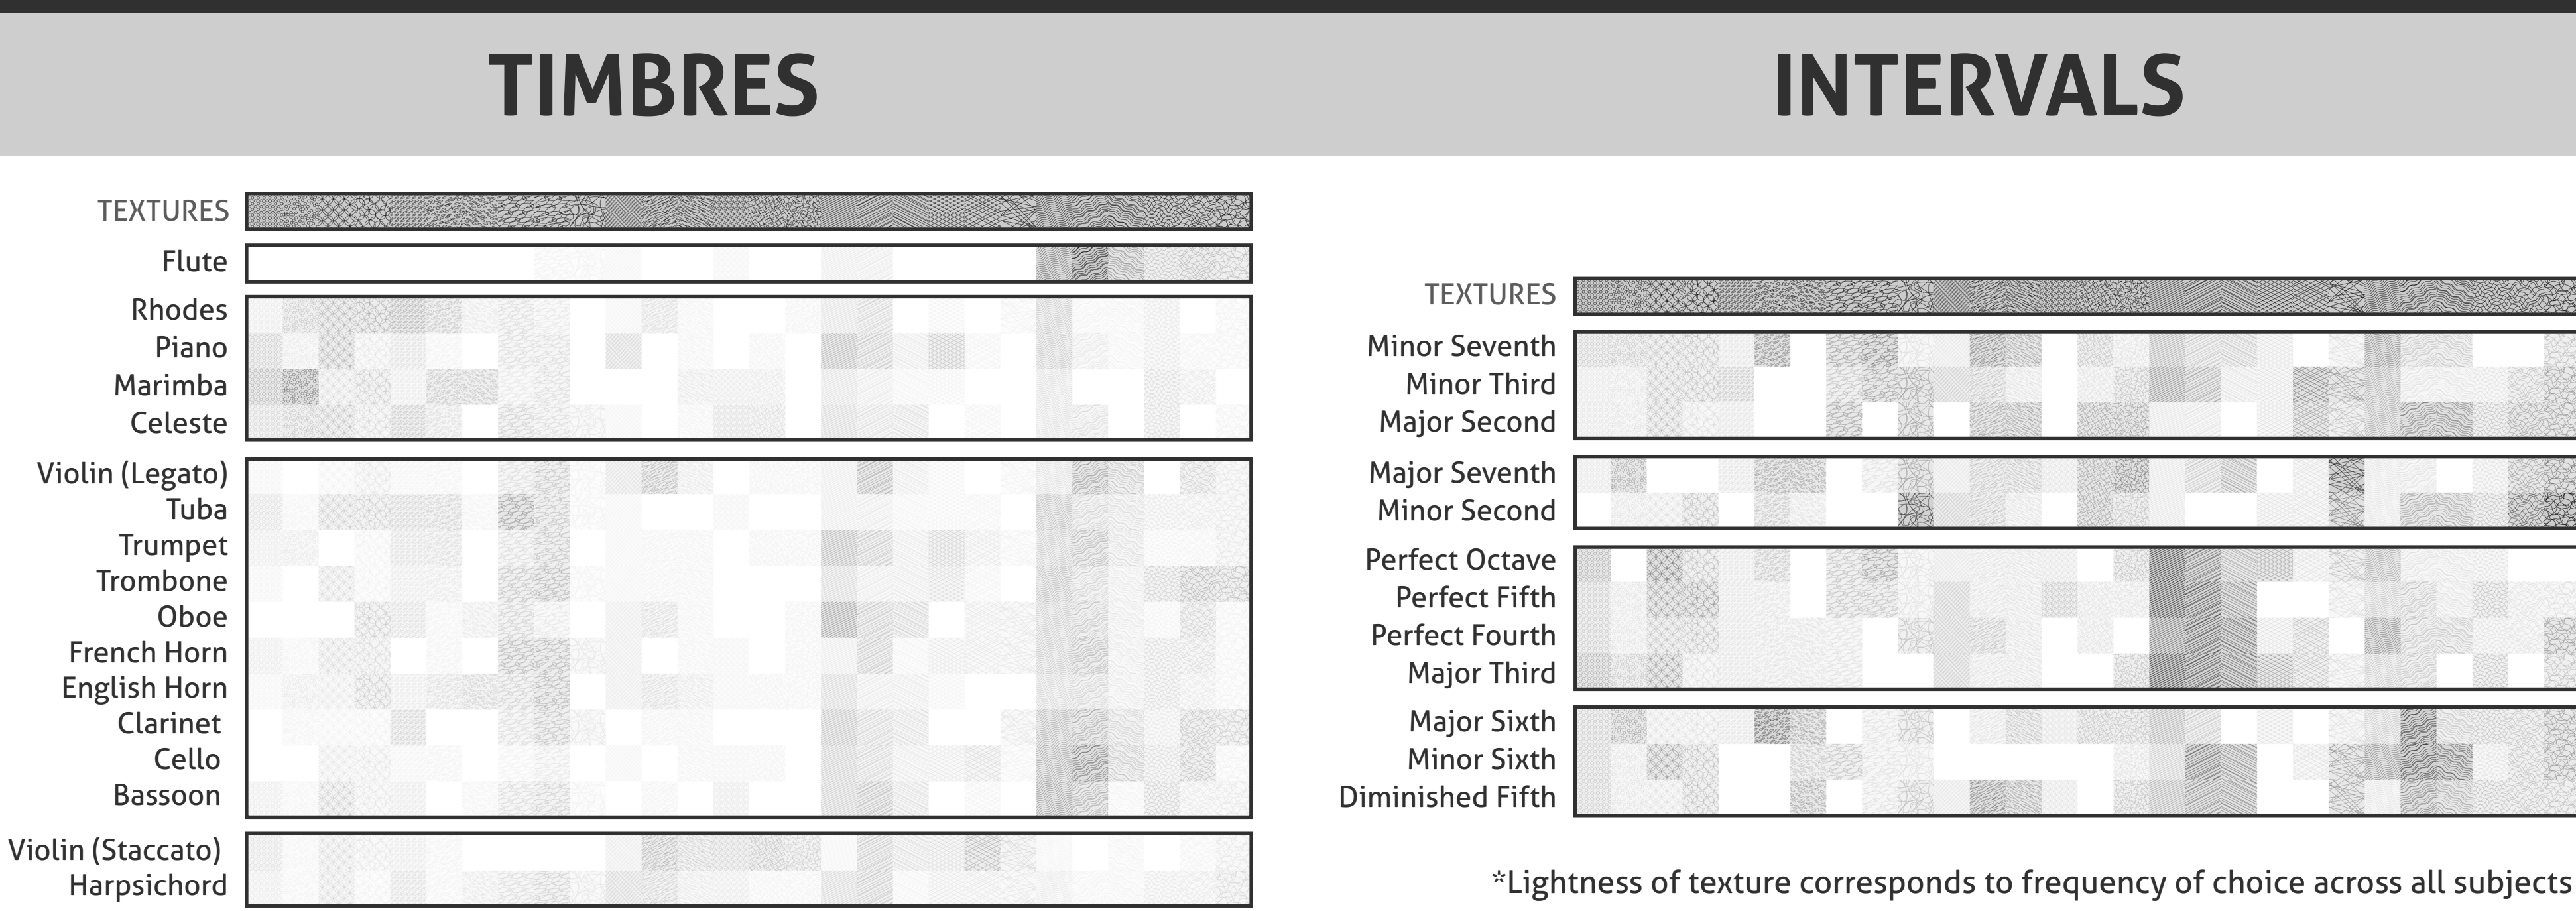 TIMBRES
INTERVALS
TEXTURES
Flute
Rhodes
Piano
Marimba
Celeste
Violin (Legato)
Tuba
Trumpet
Trombone
Oboe
French Horn
English Horn
Clarinet
Cello
Bassoon
Violin (Staccato)
Harpsichord
TEXTURES
Minor Seventh
Minor Third
Major Second
Major Seventh
Minor Second
Perfect Octave
Perfect Fifth
Perfect Fourth
Major Third
Major Sixth
Minor Sixth
Diminished Fifth
*Lightness of texture corresponds to frequency of choice across all subjects